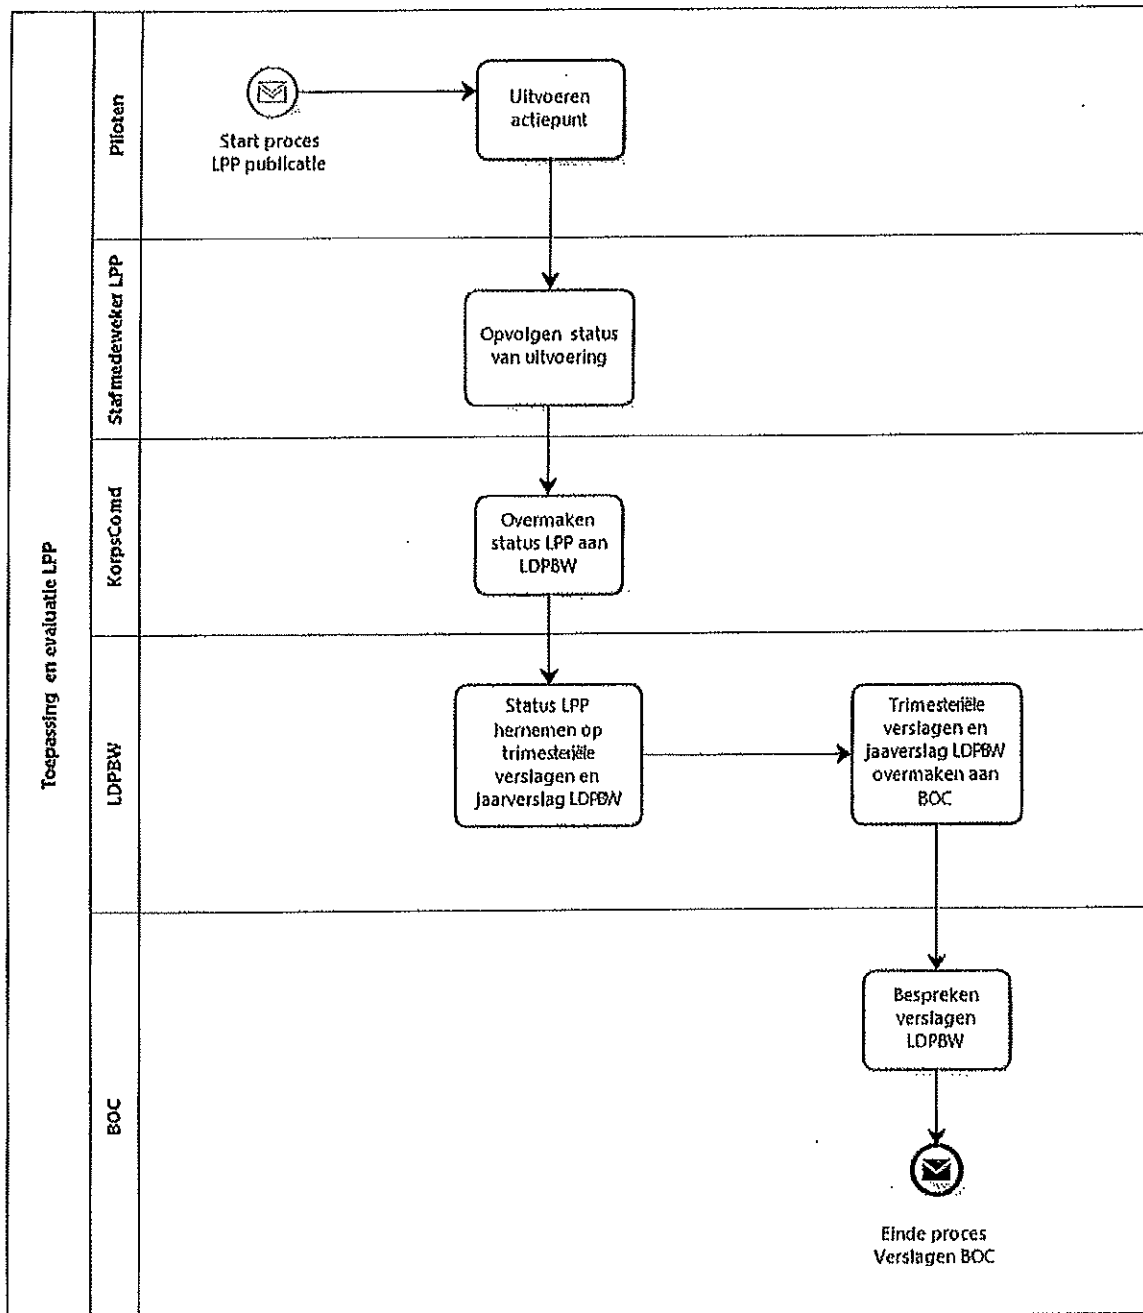 Toepassing en evaluatie LPP
Piloten
Start proces
LPP publicatie
Uitvoeren
actiepunt
Stafmedeweker LPP
Opvolgen status
van uitvoering
KorpsComd
Overmaken
status LPP aan
LDPBW
LDPBW
Status LPP
hernemen op
trimesteriële
verslagen en
jaarverslag LDPBW
Trimesteriële
verslagen en
jaaverslag LDPBW
overmaken aan
BOC
BOC
Bespreken
verslagen
LDPBW
Einde proces
Verslagen BOC